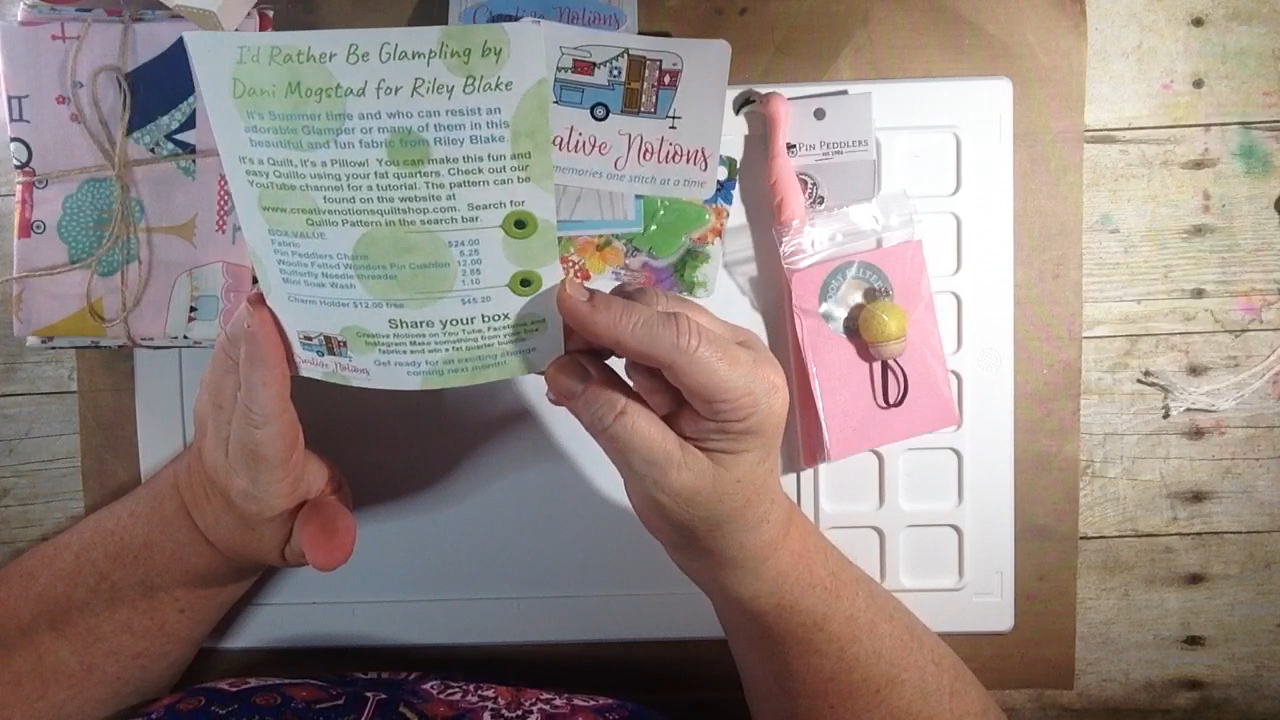 Creative Notions
I'd Rather Be Glampling by
Dani Mogstad for Riley Blake
It's Summer time and who can resist an
adorable Glamper or many of them in this
beautiful and fun fabric from Riley Blake.
It's a Quilt, It's a Pillow! You can make this fun and
easy Quillo using your fat quarters. Check out our
YouTube channel for a tutorial. The pattern can be
found on the website at
www.creativenotionsquiltshop.com. Search for
Quillo Pattern in the search bar.
BOX VALUE
Fabric $24.00
Pin Peddlers Charm 5.25
Woolie Felted Wonders Pin Cushion 12.00
Butterfly Needle threader 2.85
Mini Soak Wash 1.10
Charm Holder $12.00 free $45.20
Share your box
Creative Notions on You Tube, Facebook and
Instagram Make something from your box
fabrics and win a fat quarter bundle
Get ready for an exciting change
coming next month!
Creative Notions
ative Notions
memories one stitch at a time
PIN PEDDLERS